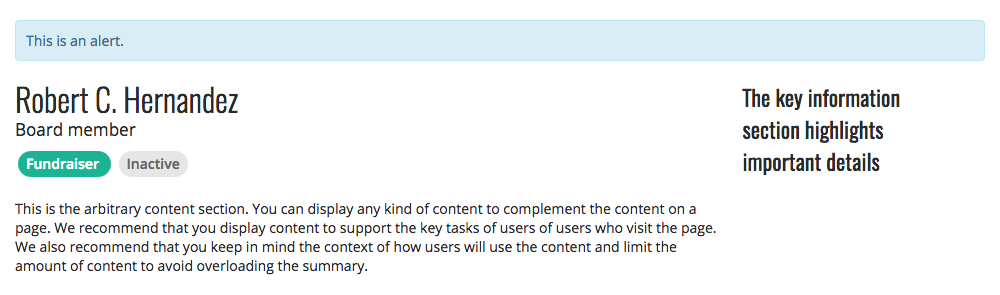 This is an alert.
Robert C. Hernandez
Board member
Fundraiser Inactive
This is the arbitrary content section. You can display any kind of content to complement the content on a
page. We recommend that you display content to support the key tasks of users of users who visit the page.
We also recommend that you keep in mind the context of how users will use the content and limit the
amount of content to avoid overloading the summary.
The key information
section highlights
important details